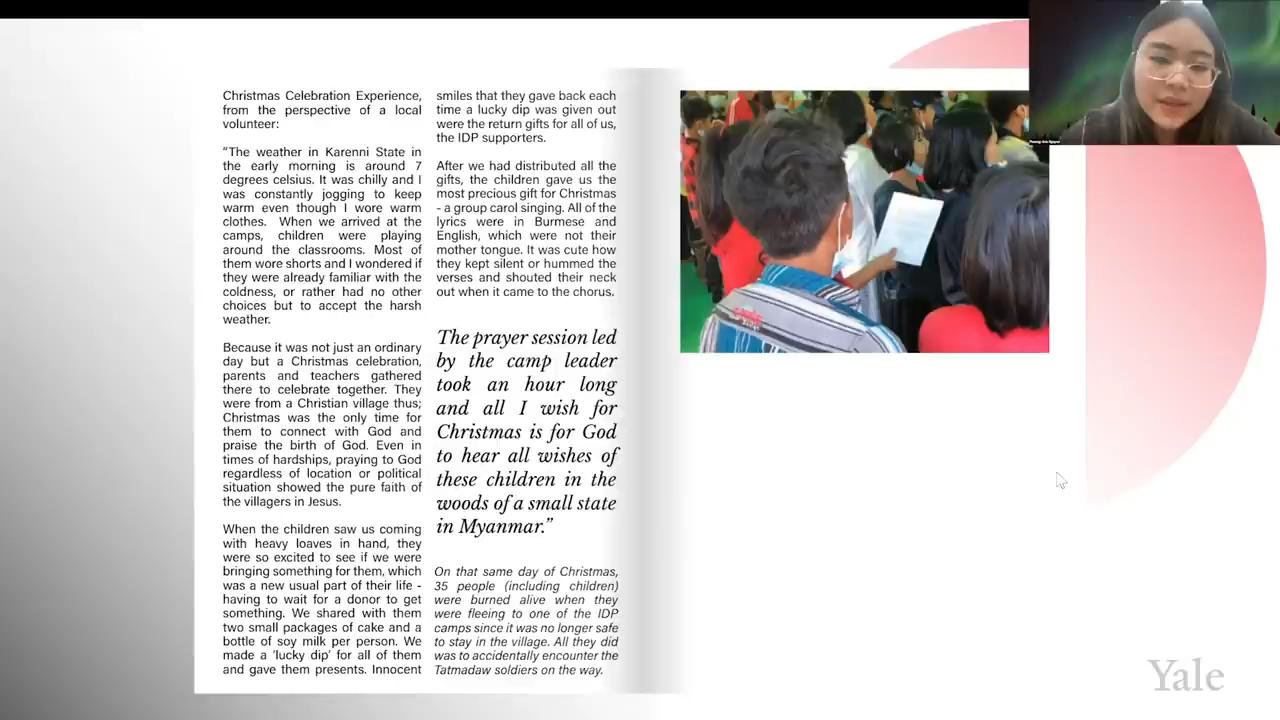 Christmas Celebration Experience,
from the perspective of a local
volunteer:
“The weather in Karenni State in
the early morning is around 7
degrees celsius. It was chilly and I
was constantly jogging to keep
warm even though I wore warm
clothes. When we arrived at the
camps, children were playing
around the classrooms. Most of
them wore shorts and I wondered if
they were already familiar with the
coldness, or rather had no other
choices but to accept the harsh
weather.
Because it was not just an ordinary
day but a Christmas celebration,
parents and teachers gathered
there to celebrate together. They
were from a Christian village thus;
Christmas was the only time for
them to connect with God and
praise the birth of God. Even in
times of hardships, praying to God
regardless of location or political
situation showed the pure faith of
the villagers in Jesus.
When the children saw us coming
with heavy loaves in hand, they
were so excited to see if we were
bringing something for them, which
was a new usual part of their life -
having to wait for a donor to get
something. We shared with them
two small packages of cake and a
bottle of soy milk per person. We
made a ‘lucky dip’ for all of them
and gave them presents. Innocent
smiles that they gave back each
time a lucky dip was given out
were the return gifts for all of us,
the IDP supporters.
After we had distributed all the
gifts, the children gave us the
most precious gift for Christmas
- a group carol singing. All of the
lyrics were in Burmese and
English, which were not their
mother tongue. It was cute how
they kept silent or hummed the
verses and shouted their neck
out when it came to the chorus.
The prayer session led
by the camp leader
took an hour long
and all I wish for
Christmas is for God
to hear all wishes of
these children in the
woods of a small state
in Myanmar.”
On that same day of Christmas,
35 people (including children)
were burned alive when they
were fleeing to one of the IDP
camps since it was no longer safe
to stay in the village. All they did
was to accidentally encounter the
Tatmadaw soldiers on the way.
Yale